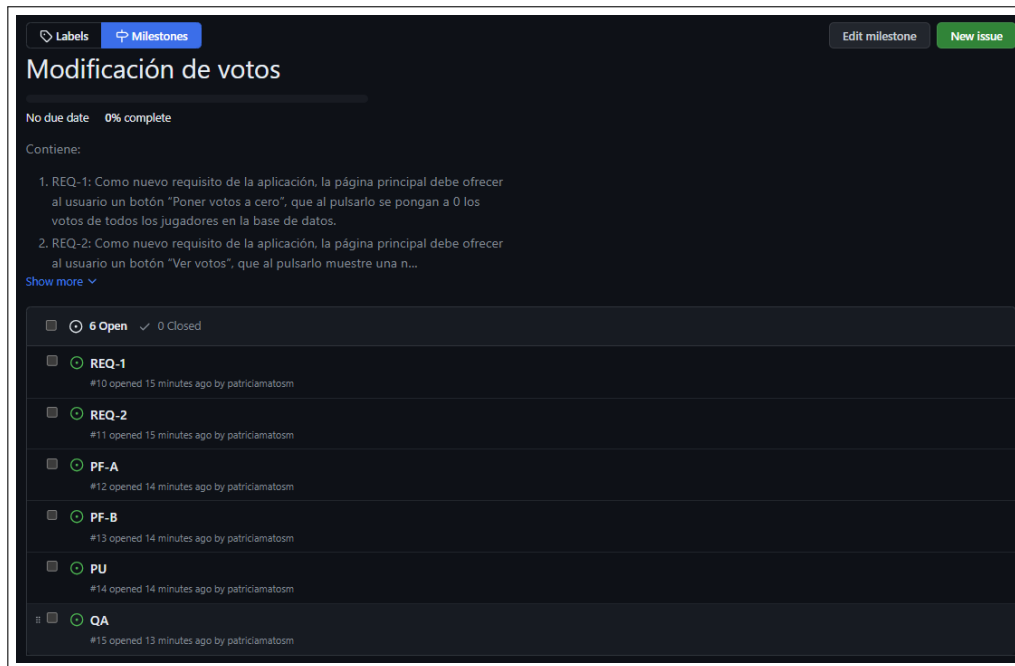 Labels Milestones Edit milestone New issue
Modificación de votos
No due date 0% complete
Contiene:
1. REQ-1: Como nuevo requisito de la aplicación, la página principal debe ofrecer
al usuario un botón “Poner votos a cero”, que al pulsarlo se pongan a 0 los
votos de todos los jugadores en la base de datos.
2. REQ-2: Como nuevo requisito de la aplicación, la página principal debe ofrecer
al usuario un botón “Ver votos”, que al pulsarlo muestre una n...
Show more
6 Open 0 Closed
REQ-1
#10 opened 15 minutes ago by patriciamatosm
REQ-2
#11 opened 15 minutes ago by patriciamatosm
PF-A
#12 opened 14 minutes ago by patriciamatosm
PF-B
#13 opened 14 minutes ago by patriciamatosm
PU
#14 opened 14 minutes ago by patriciamatosm
QA
#15 opened 13 minutes ago by patriciamatosm